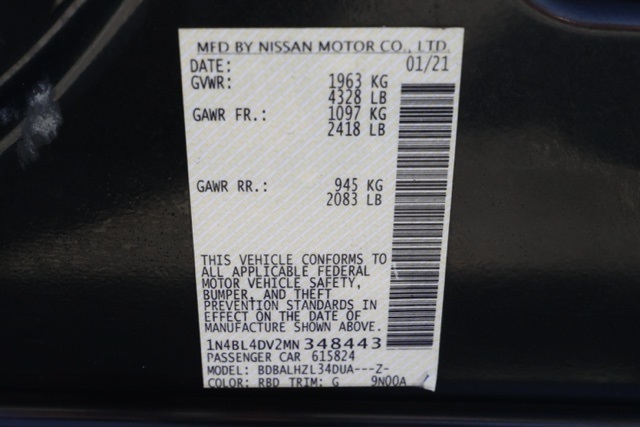 MFD BY NISSAN MOTOR CO., LTD.
DATE: 01/21
GVWR: 1963 KG
4328 LB
GAWR FR.: 1097 KG
2418 LB
GAWR RR.: 945 KG
2083 LB
THIS VEHICLE CONFORMS TO
ALL APPLICABLE FEDERAL
MOTOR VEHICLE SAFETY,
BUMPER, AND THEFT
PREVENTION STANDARDS IN
EFFECT ON THE DATE OF
MANUFACTURE SHOWN ABOVE.
1N4BL4DV2MN348443
PASSENGER CAR 615824
MODEL: BDBALHZL34DUA---Z-
COLOR: RBD TRIM: G 9N00A